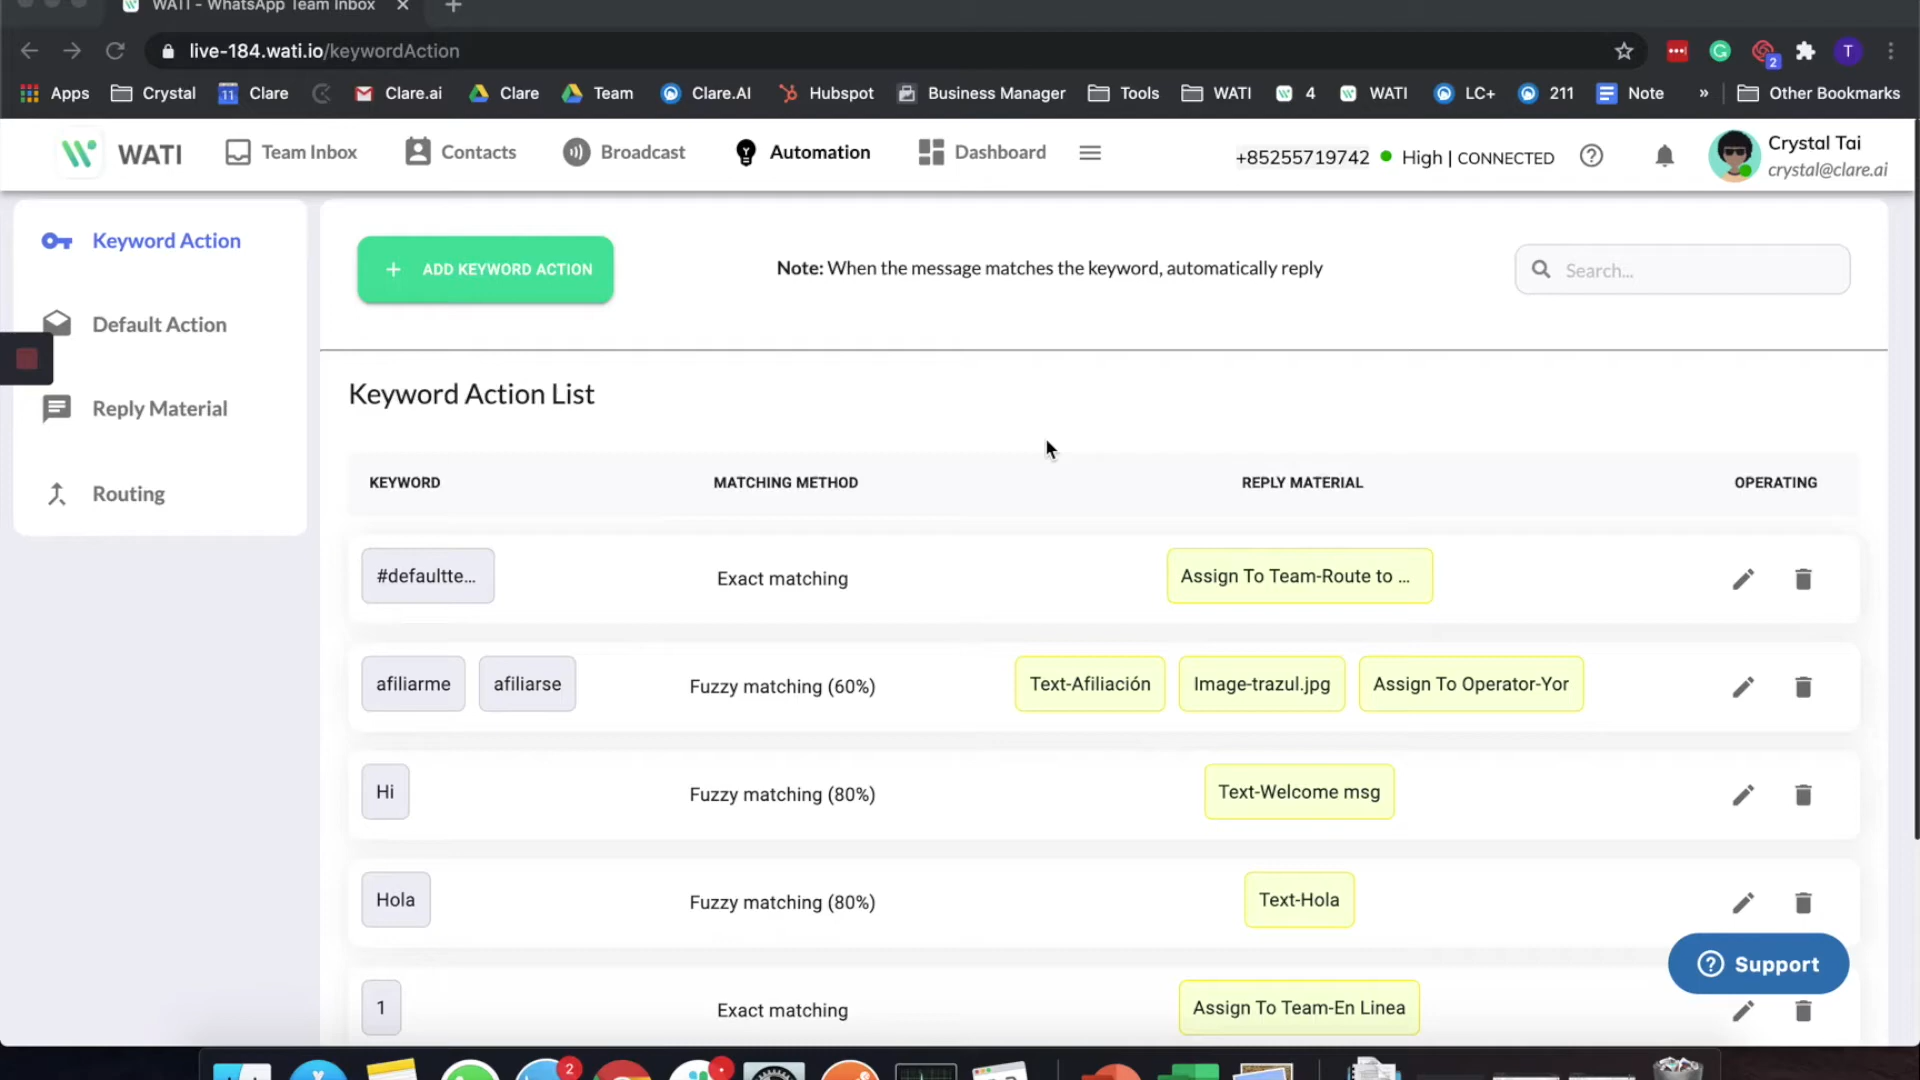 WATI - WhatsApp Team Inbox
live-184.wati.io/keywordAction
T
2
Apps Crystal Clare Clare.ai Clare Team Clare.AI Hubspot Business Manager Tools WATI 4 WATI LC+ 211 Note » Other Bookmarks
11
WATI Team Inbox Contacts Broadcast Automation Dashboard +85255719742 High | CONNECTED Crystal Tai
crystal@clare.ai
Keyword Action
Default Action
Reply Material
Routing
+ ADD KEYWORD ACTION
Note: When the message matches the keyword, automatically reply
Search...
Keyword Action List
KEYWORD MATCHING METHOD REPLY MATERIAL OPERATING
#defaultte... Exact matching Assign To Team-Route to ...
afiliarme afiliarse Fuzzy matching (60%) Text-Afiliación Image-trazul.jpg Assign To Operator-Yor
Hi Fuzzy matching (80%) Text-Welcome msg
Hola Fuzzy matching (80%) Text-Hola
1 Exact matching Assign To Team-En Linea
Support
2